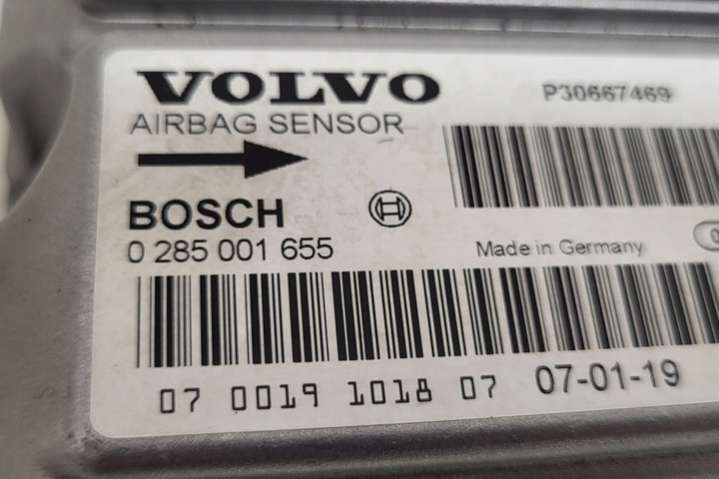 VOLVO
P30667469
AIRBAG SENSOR
BOSCH
0 285 001 655
Made in Germany
07 0019 1018 07 07-01-19